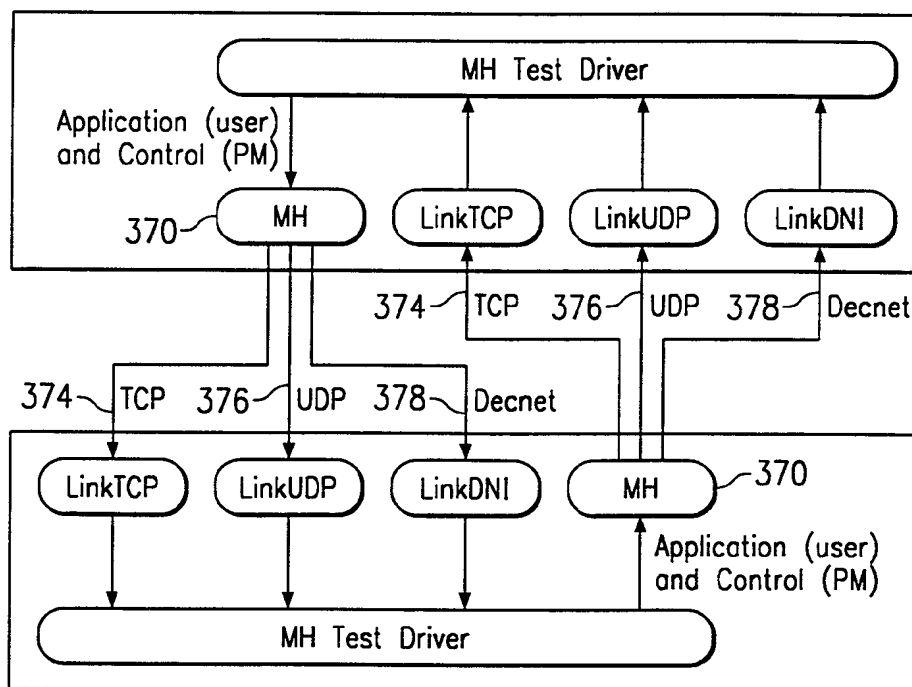 MH Test Driver
Application (user)
and Control (PM)
370
MH
LinkTCP
LinkUDP
LinkDNI
374
TCP
376
UDP
378
Decnet
374
TCP
376
UDP
378
Decnet
LinkTCP
LinkUDP
LinkDNI
MH
370
Application (user)
and Control (PM)
MH Test Driver